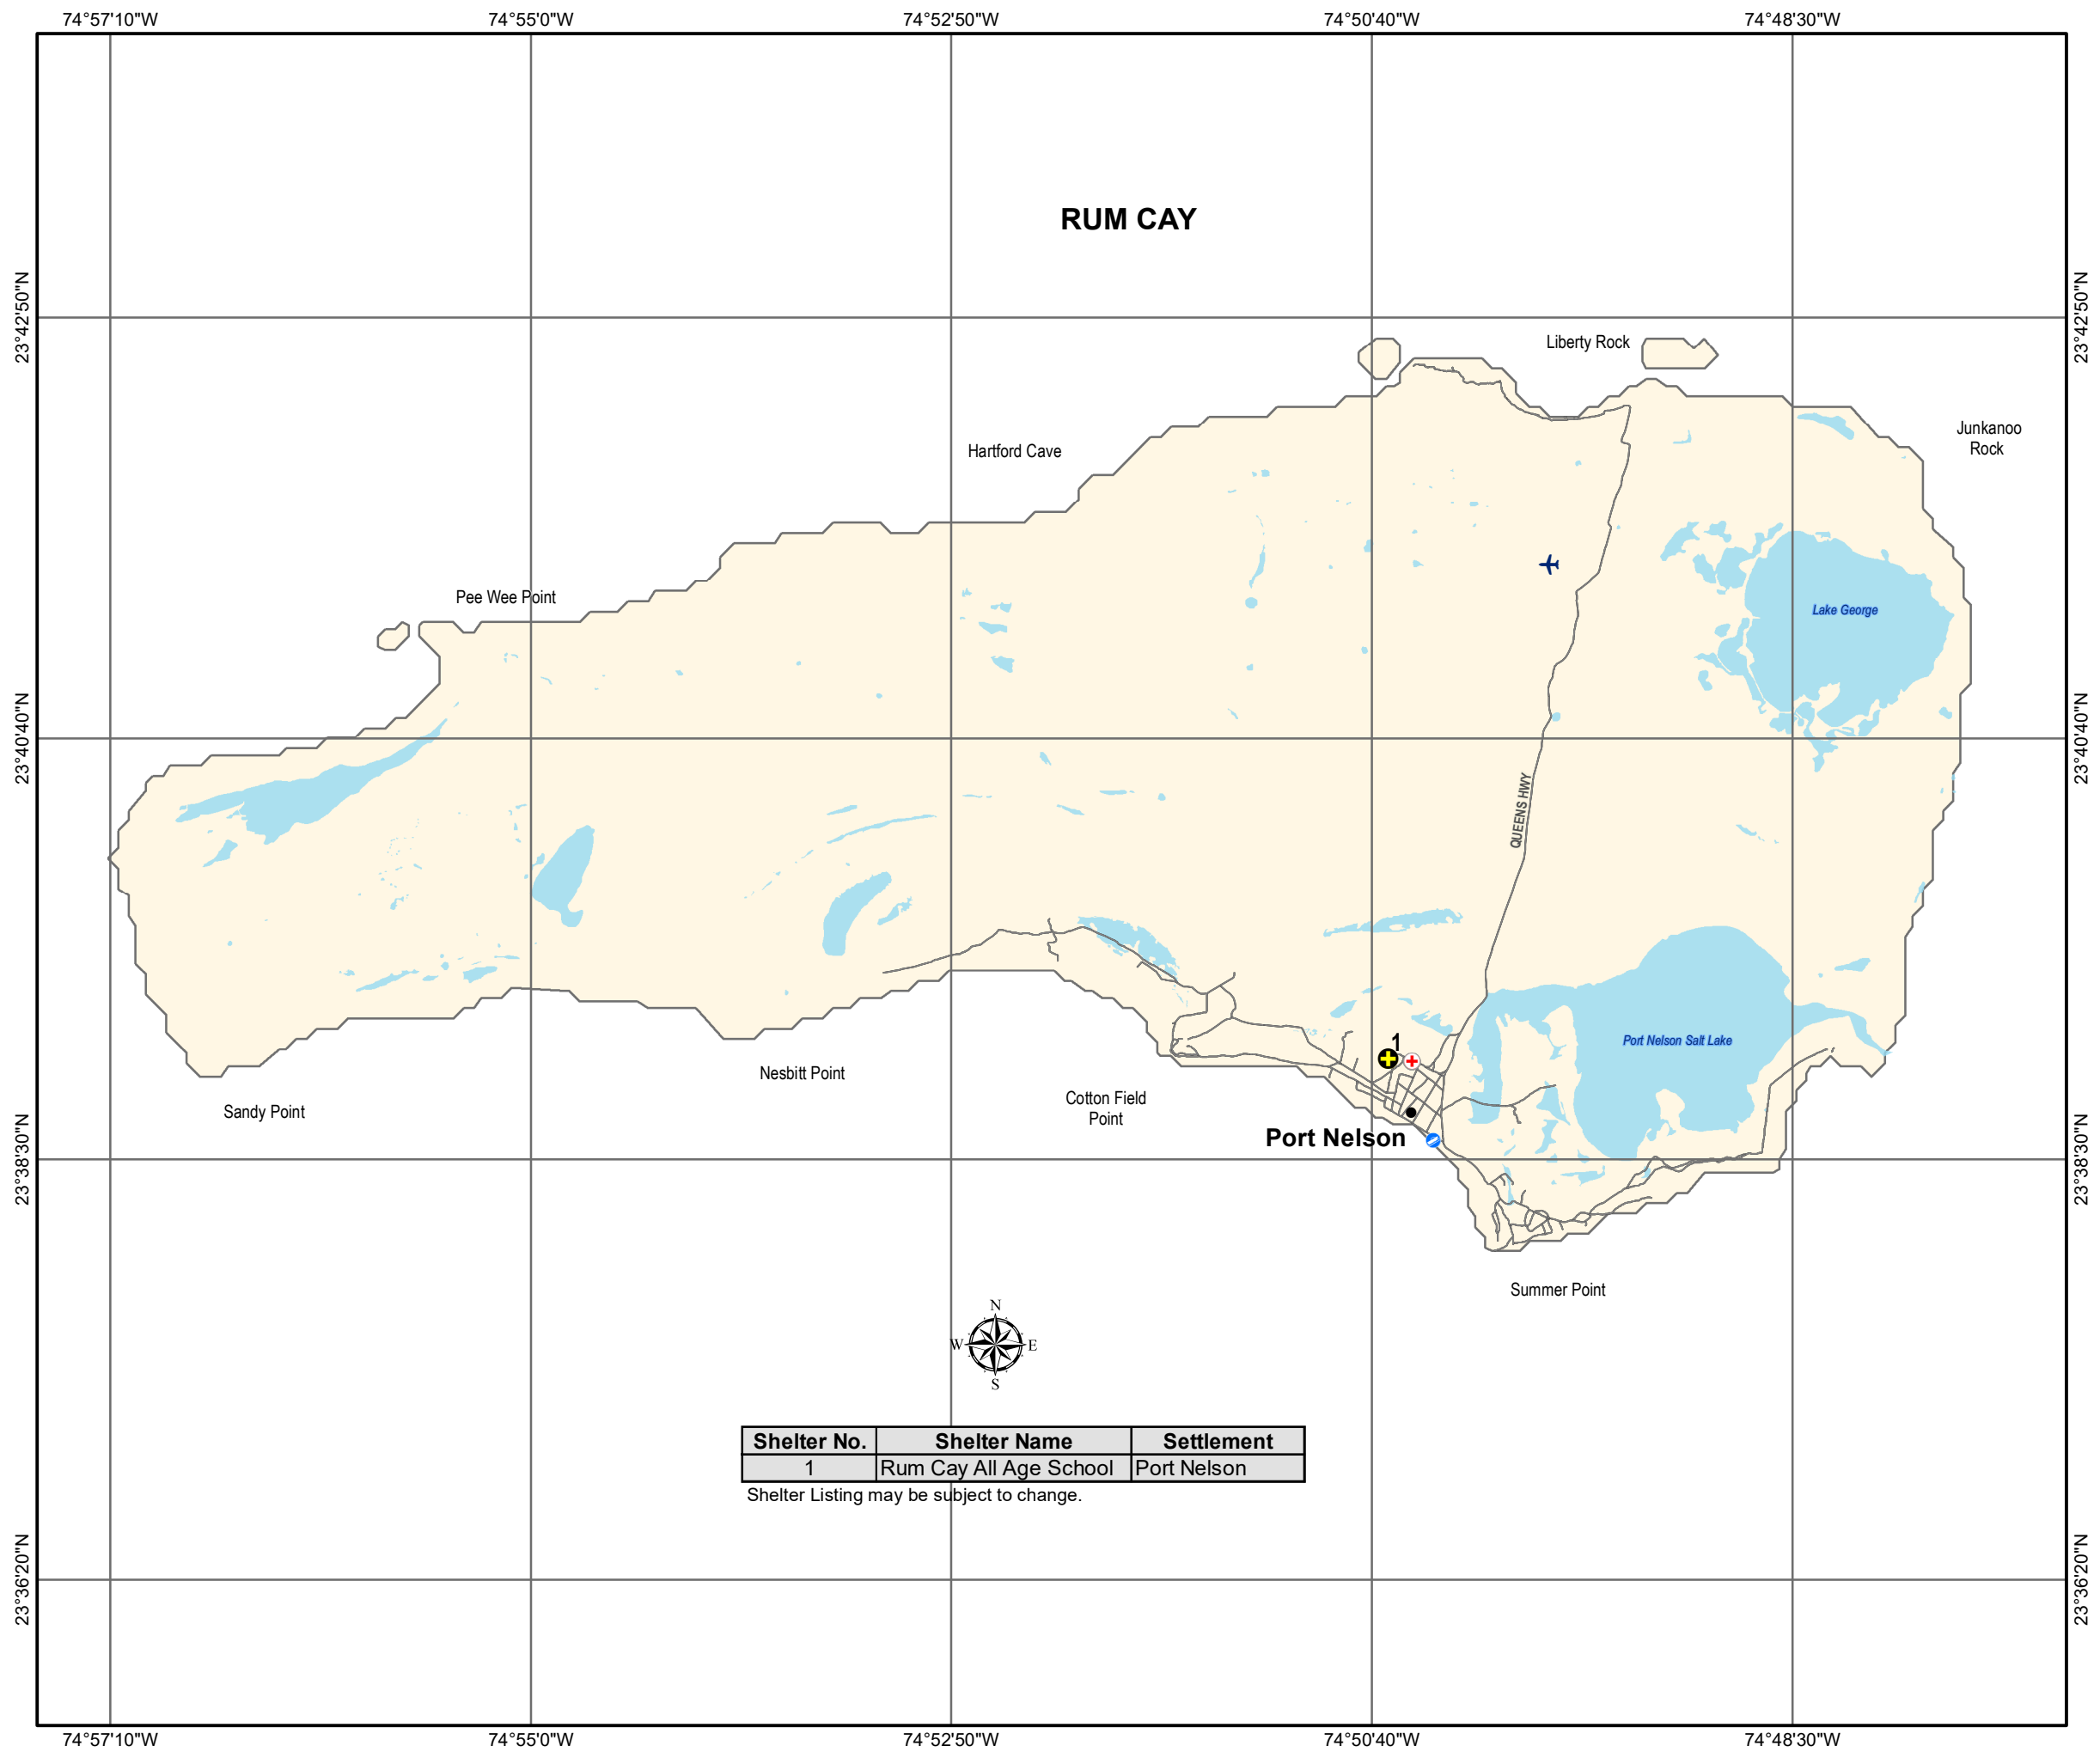 74°57'10"W 74°55'0"W 74°52'50"W 74°50'40"W 74°48'30"W
RUM CAY
23°42'50"N 23°42'50"N
Liberty Rock
Junkanoo
Rock
Hartford Cave
Pee Wee Point
Lake George
23°40'40"N 23°40'40"N
QUEENS HWY
Port Nelson Salt Lake
1
Nesbitt Point
Sandy Point
Cotton Field
Point
Port Nelson
23°38'30"N 23°38'30"N
Summer Point
N
W E
S
Shelter No. Shelter Name Settlement
1 Rum Cay All Age School Port Nelson
Shelter Listing may be subject to change.
23°36'20"N 23°36'20"N
74°57'10"W 74°55'0"W 74°52'50"W 74°50'40"W 74°48'30"W